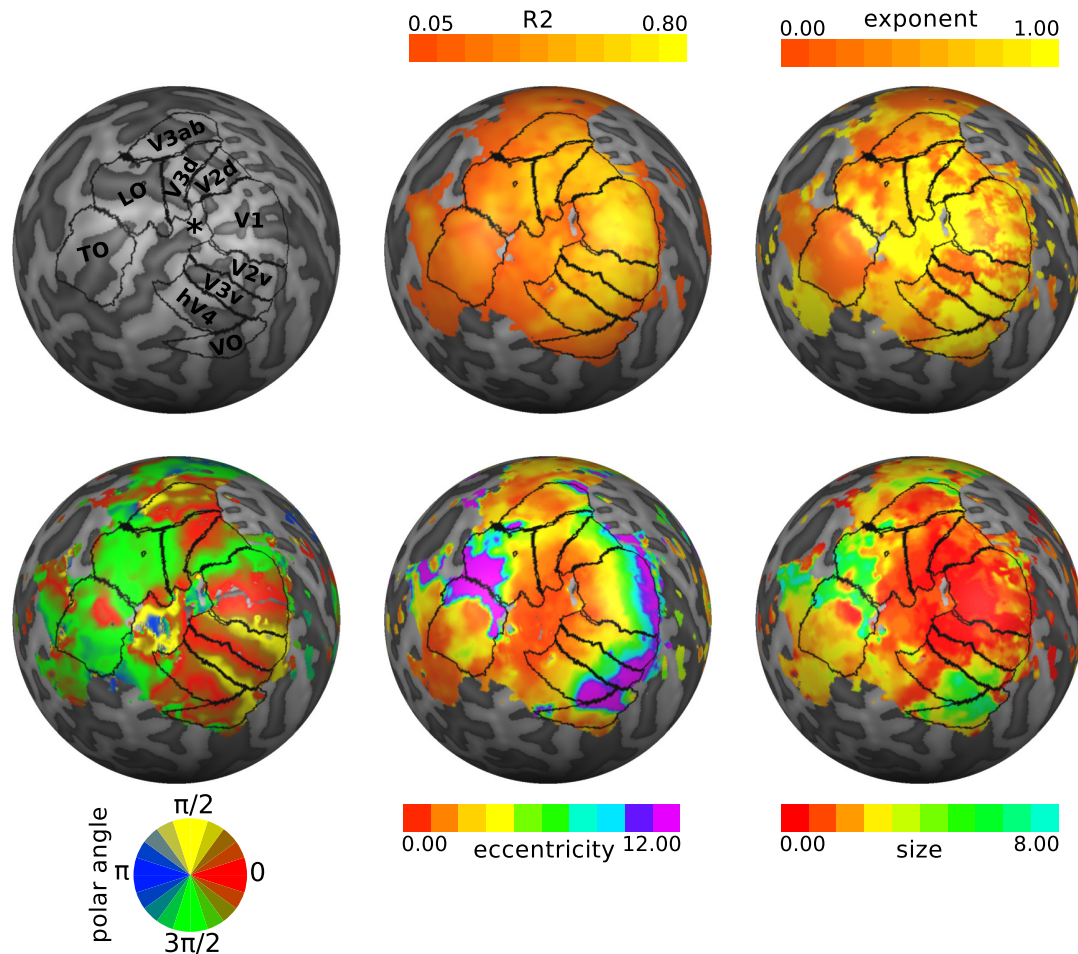 R2
0.05 0.80
exponent
0.00 1.00
V3ab
V3d
V2d
LO
*
V1
TO
V2v
V3v
hV4
VO
π/2
polar angle
π
0
3π/2
0.00 12.00
eccentricity
0.00 8.00
size